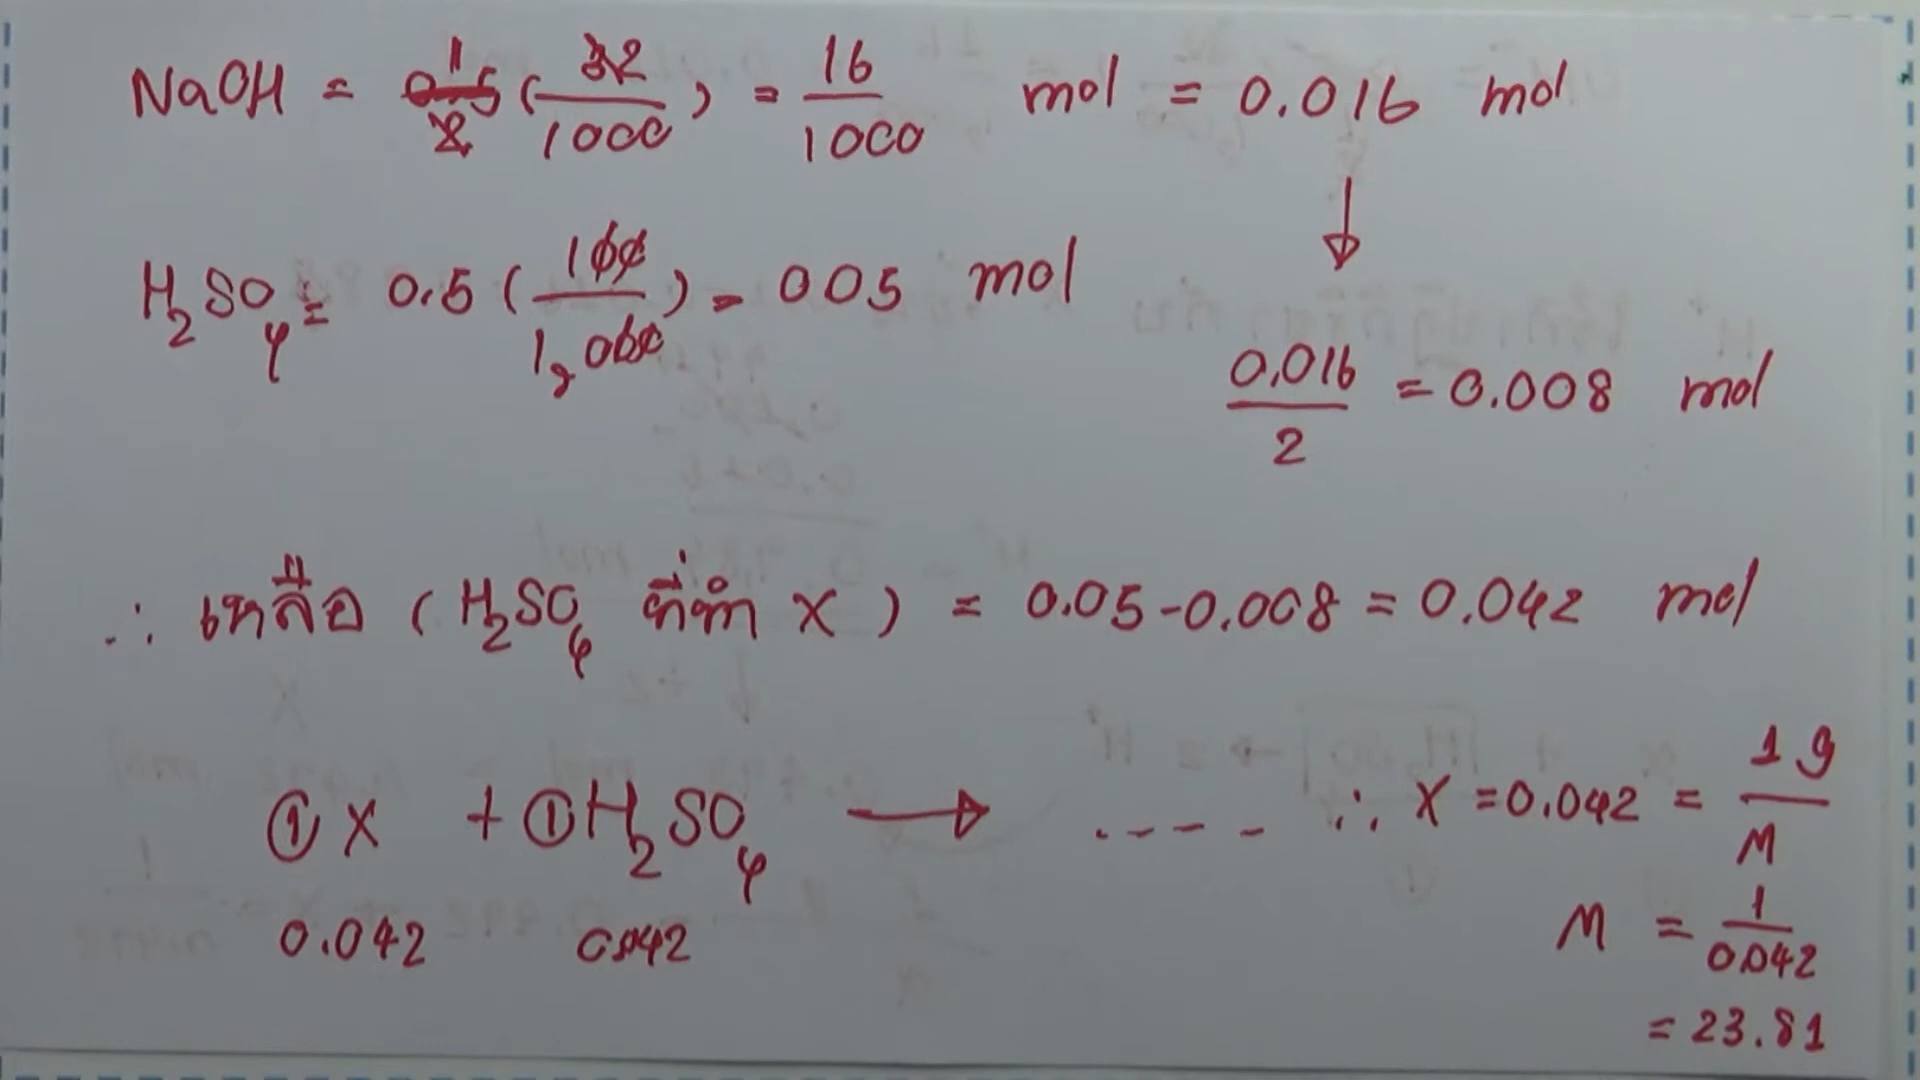 NaOH = 0.5 1/2 (32/1000) = 16/1000 mol = 0.016 mol
↓
H₂SO₄ = 0.5 (100/1,000) = 0.05 mol
0.016/2 = 0.008 mol
∴ เหลือ (H₂SO₄ ที่ทำ X) = 0.05-0.008 = 0.042 mol
① X + ① H₂SO₄ → ..---- ∴ X = 0.042 = 1g/M
0.042 0.042
M = 1/0.042
= 23.81